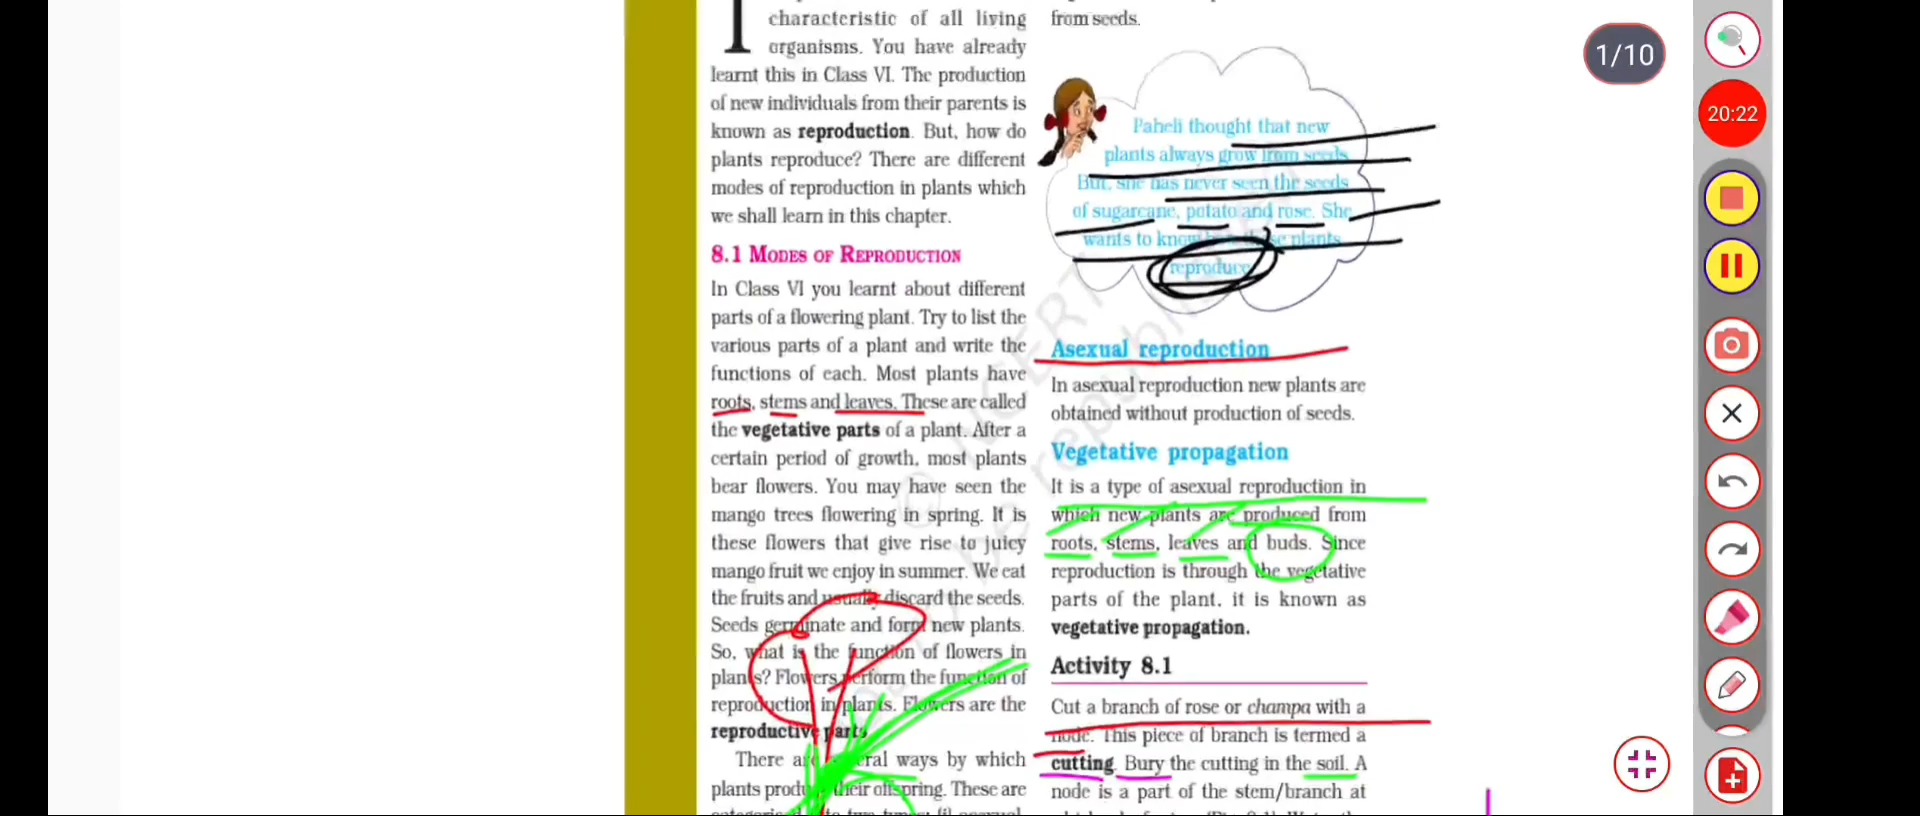 characteristic of all living
organisms. You have already
learnt this in Class VI. The production
of new individuals from their parents is
known as reproduction. But, how do
plants reproduce? There are different
modes of reproduction in plants which
we shall learn in this chapter.
8.1 MODES OF REPRODUCTION
In Class VI you learnt about different
parts of a flowering plant. Try to list the
various parts of a plant and write the
functions of each. Most plants have
roots, stems and leaves. These are called
the vegetative parts of a plant. After a
certain period of growth, most plants
bear flowers. You may have seen the
mango trees flowering in spring. It is
these flowers that give rise to juicy
mango fruit we enjoy in summer. We eat
the fruits and usually discard the seeds.
Seeds germinate and form new plants.
So, what is the function of flowers in
plants? Flowers perform the function of
reproduction in plants. Flowers are the
reproductive parts
There are several ways by which
plants produce their offspring. These are
from seeds.
Paheli thought that new
plants always grow from seeds.
But, she has never seen the seeds
of sugarcane, potato and rose. She
wants to know how these plants
reproduce
Asexual reproduction
In asexual reproduction new plants are
obtained without production of seeds.
Vegetative propagation
It is a type of asexual reproduction in
which new plants are produced from
roots, stems, leaves and buds. Since
reproduction is through the vegetative
parts of the plant, it is known as
vegetative propagation.
Activity 8.1
Cut a branch of rose or champa with a
node. This piece of branch is termed a
cutting. Bury the cutting in the soil. A
node is a part of the stem/branch at
© NCERT
be republi
1/10
20:22